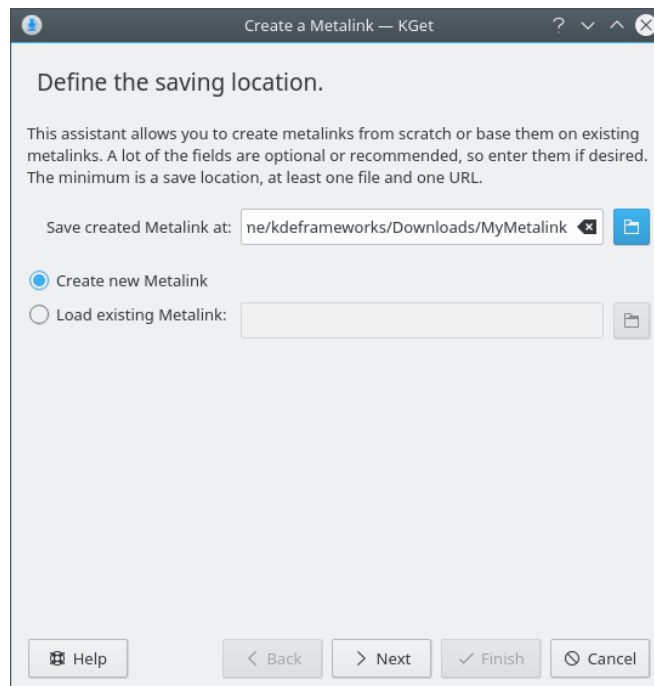 Create a Metalink — KGet
Define the saving location.
This assistant allows you to create metalinks from scratch or base them on existing
metalinks. A lot of the fields are optional or recommended, so enter them if desired.
The minimum is a save location, at least one file and one URL.
Save created Metalink at: ne/kdeframeworks/Downloads/MyMetalink
Create new Metalink
Load existing Metalink:
Help Back Next Finish Cancel